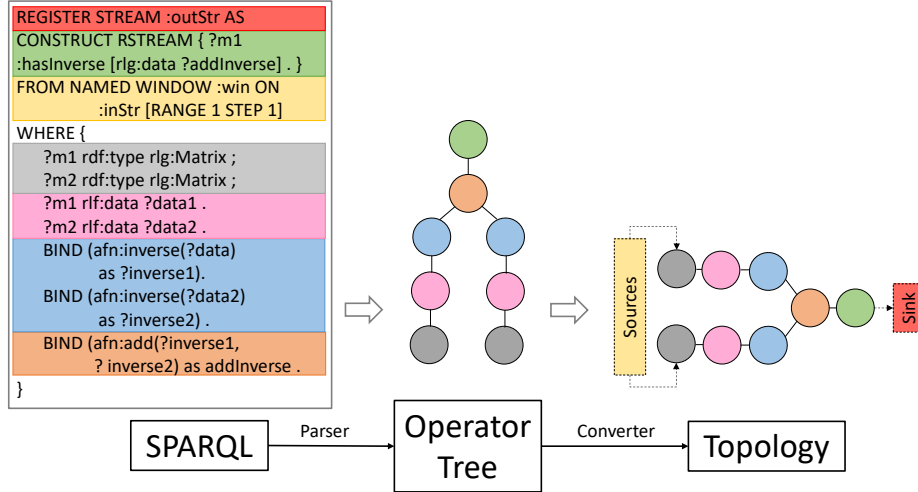 REGISTER STREAM :outStr AS
CONSTRUCT RSTREAM { ?m1
:hasInverse [rlg:data ?addInverse] . }
FROM NAMED WINDOW :win ON
:inStr [RANGE 1 STEP 1]
WHERE {
?m1 rdf:type rlg:Matrix ;
?m2 rdf:type rlg:Matrix ;
?m1 rlf:data ?data1 .
?m2 rlf:data ?data2 .
BIND (afn:inverse(?data)
as ?inverse1).
BIND (afn:inverse(?data2)
as ?inverse2) .
BIND (afn:add(?inverse1,
? inverse2) as addInverse .
}
Sources
Sink
SPARQL
Parser
Operator
Tree
Converter
Topology